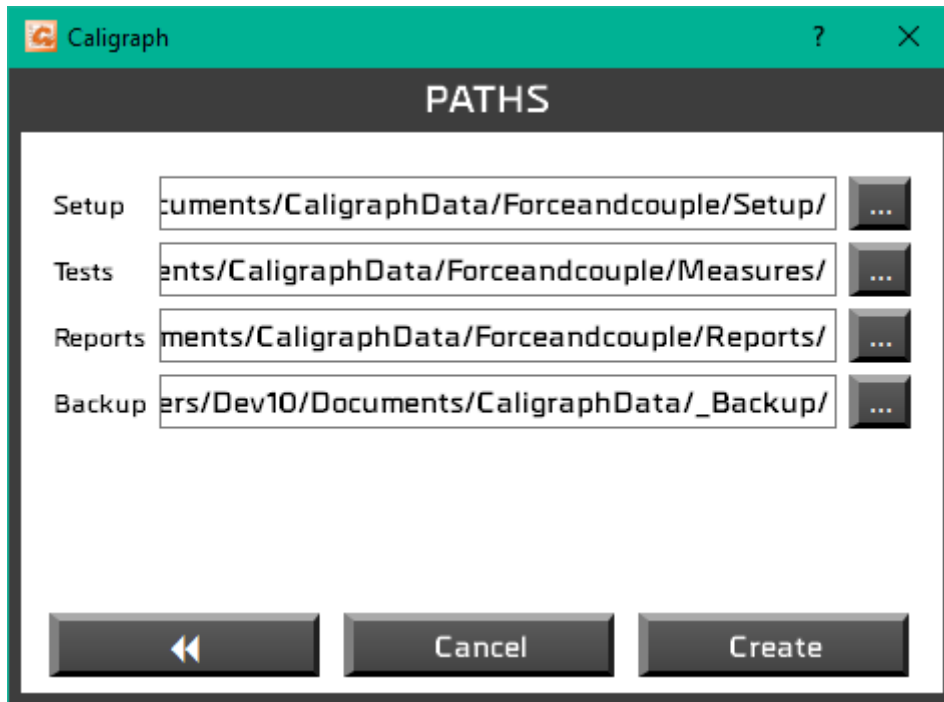 Caligraph ?
PATHS
Setup cuments/CaligraphData/Forceandcouple/Setup/ ...
Tests ents/CaligraphData/Forceandcouple/Measures/ ...
Reports ments/CaligraphData/Forceandcouple/Reports/ ...
Backup ers/Dev10/Documents/CaligraphData/_Backup/ ...
Cancel Create